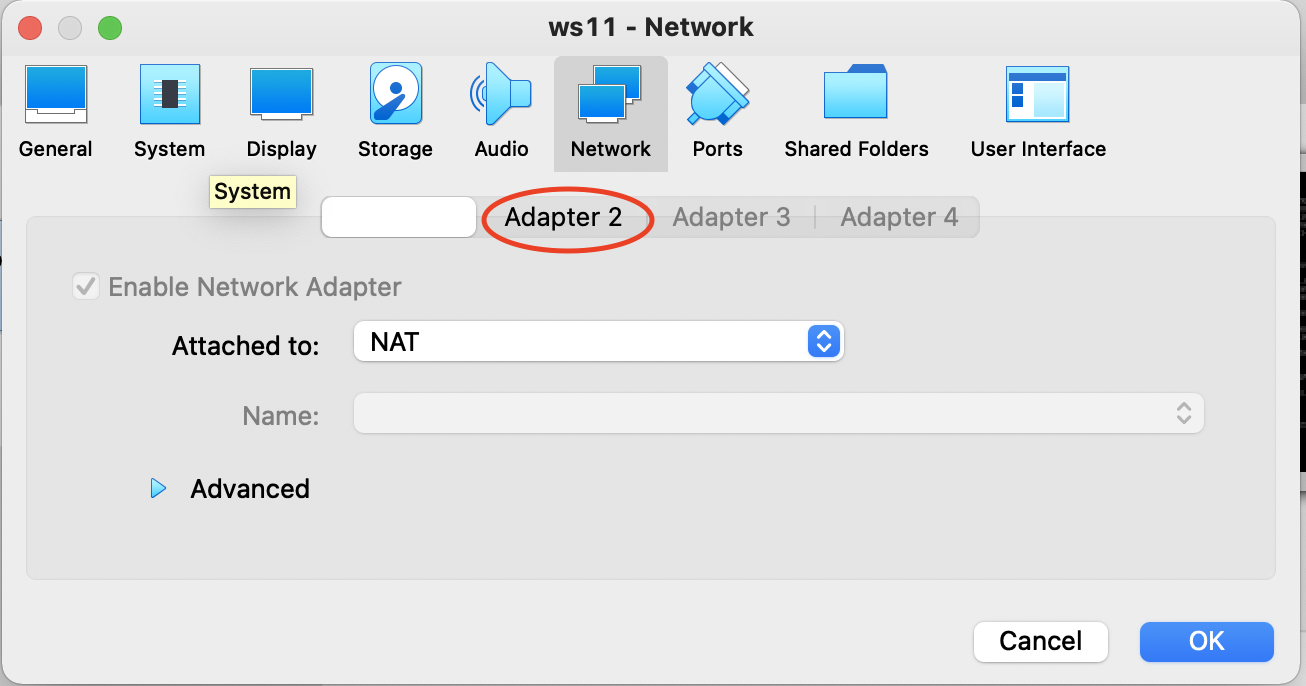 ws11 - Network
General
System
Display
Storage
Audio
Network
Ports
Shared Folders
User Interface
System
Adapter 2
Adapter 3
Adapter 4
Enable Network Adapter
Attached to:
NAT
Name:
Advanced
Cancel
OK